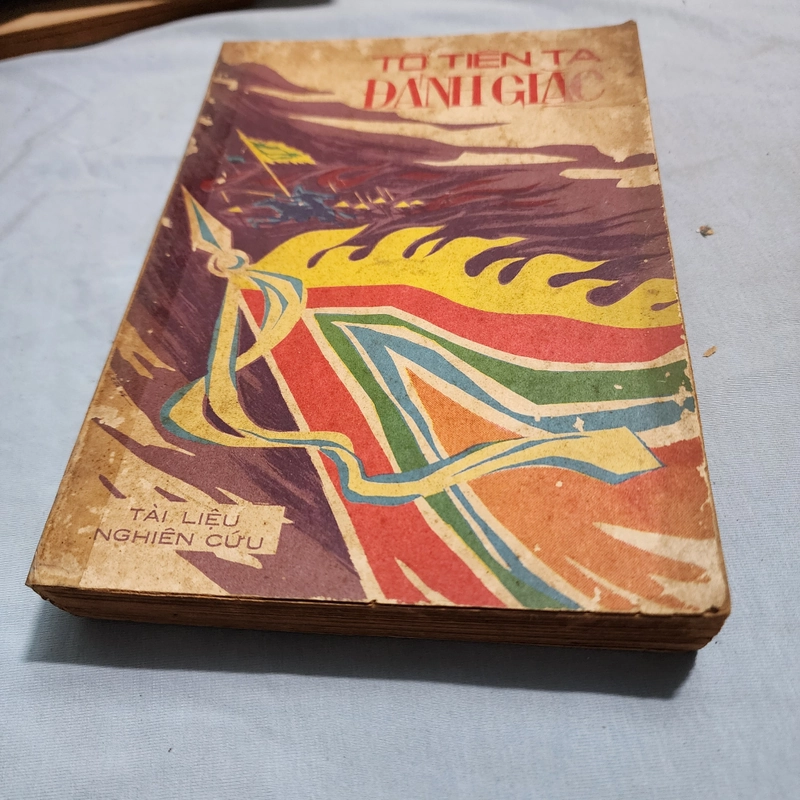 TỔ TIÊN TA
ĐÁNH GIẶC
TÀI LIỆU
NGHIÊN CỨU